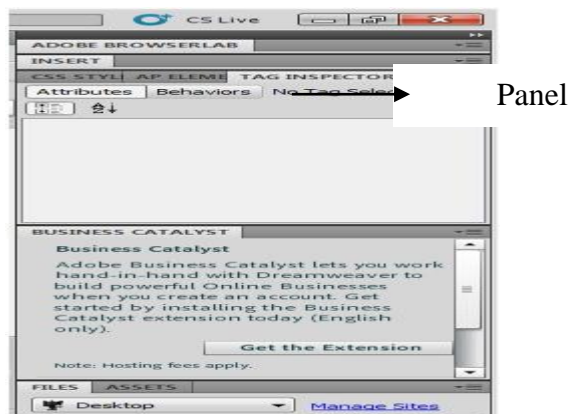 CS Live
ADOBE BROWSERLAB
INSERT
CSS STYL AP ELEME TAG INSPECTOR
Attributes Behaviors No Tag Selec
Panel
BUSINESS CATALYST
Business Catalyst
Adobe Business Catalyst lets you work
hand-in-hand with Dreamweaver to
build powerful Online Businesses
when you create an account. Get
started by installing the Business
Catalyst extension today (English
only).
Get the Extension
Note: Hosting fees apply.
FILES ASSETS
Desktop Manage Sites